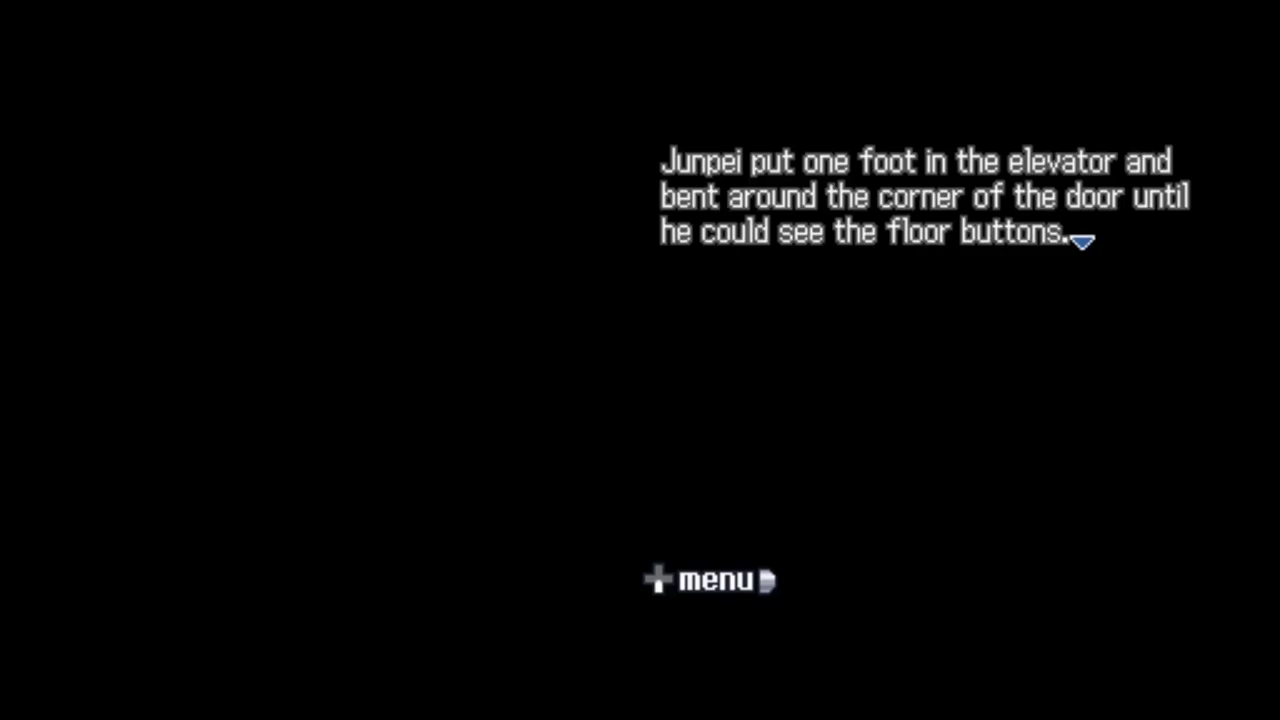 Junpei put one foot in the elevator and
bent around the corner of the door until
he could see the floor buttons.
menu